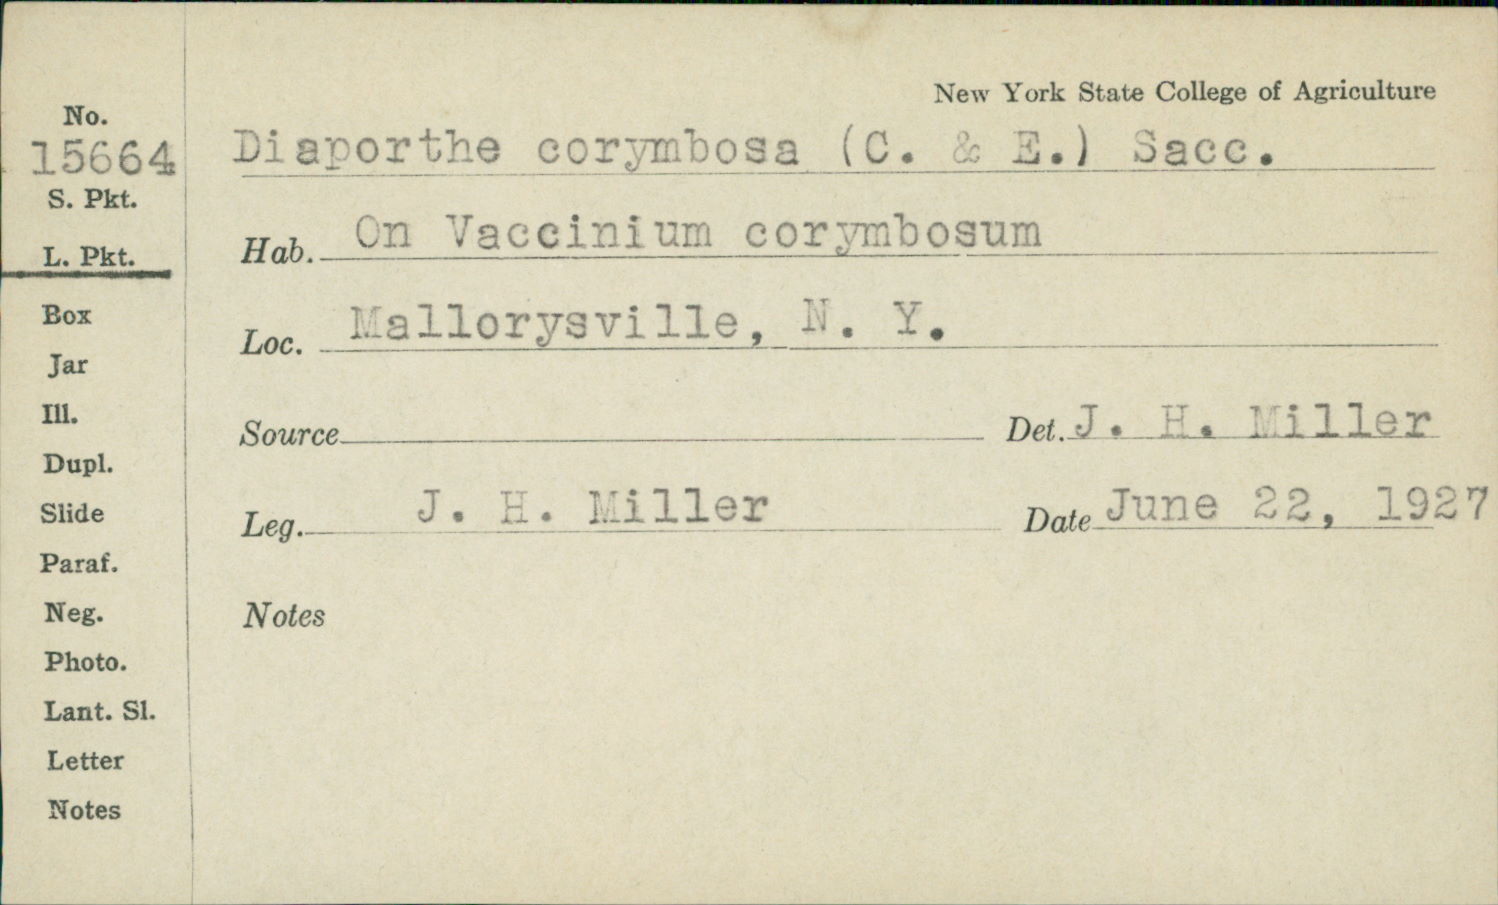 New York State College of Agriculture
No.
15664
S. Pkt.
L. Pkt.
Box
Jar
Ill.
Dupl.
Slide
Paraf.
Neg.
Photo.
Lant. Sl.
Letter
Notes
Diaporthe corymbosa (C. & E.) Sacc.
Hab. On Vaccinium corymbosum
Loc. Mallorysville, N. Y.
Source Det. J. H. Miller
Leg. J. H. Miller Date June 22, 1927
Notes